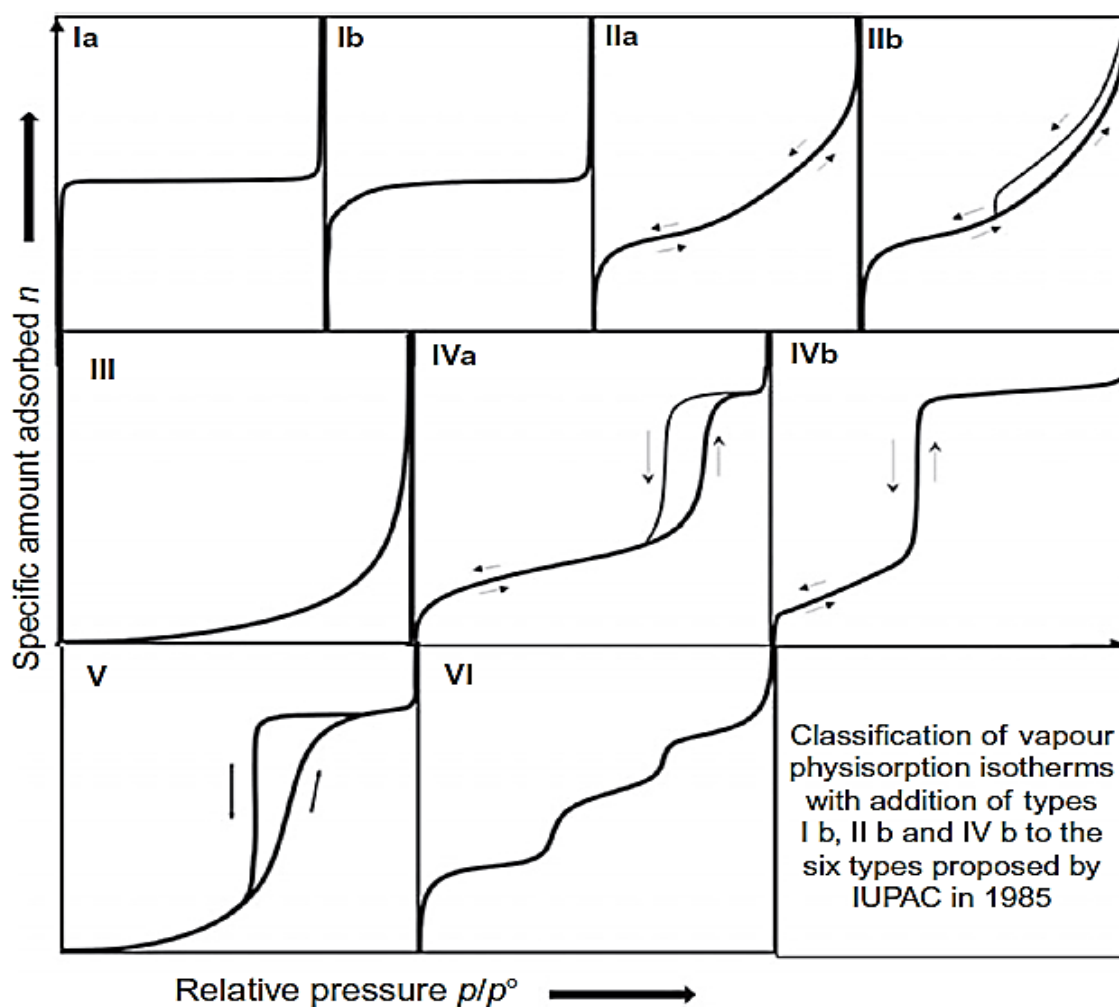 Ia
Ib
IIa
IIb
III
IVa
IVb
V
VI
Specific amount adsorbed n
Relative pressure p/p°
Classification of vapour
physisorption isotherms
with addition of types
I b, II b and IV b to the
six types proposed by
IUPAC in 1985